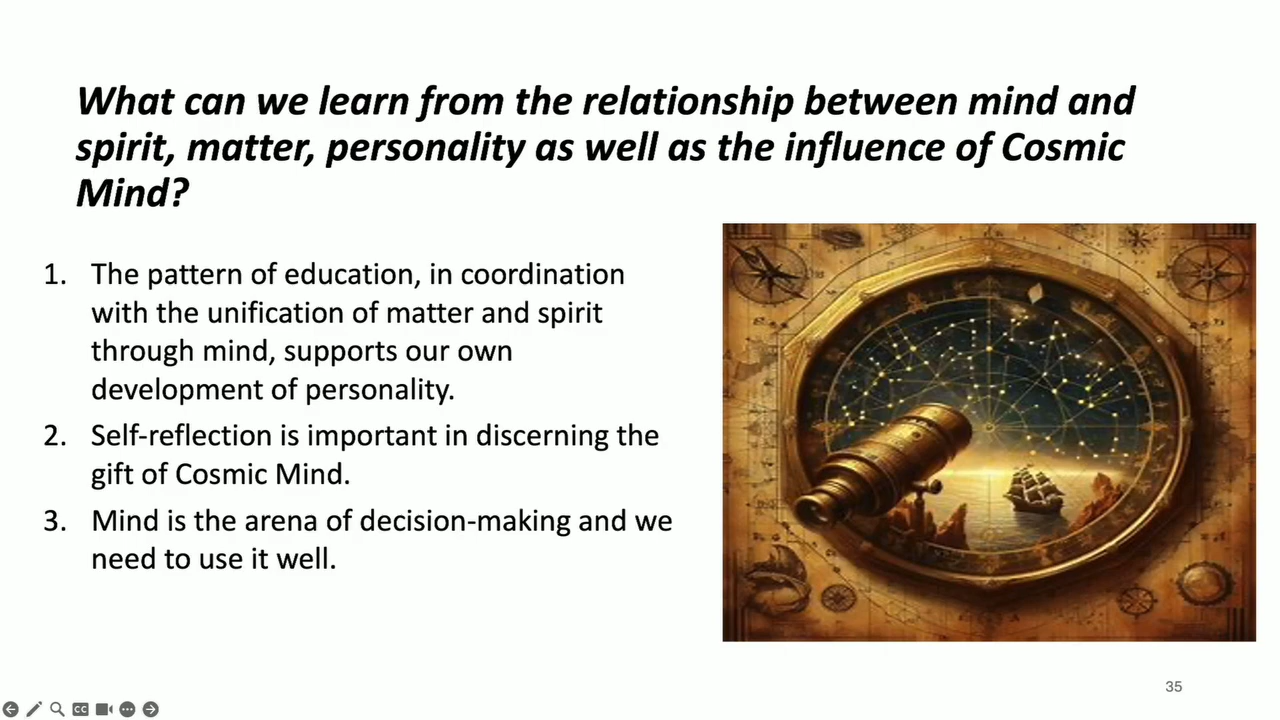 What can we learn from the relationship between mind and
spirit, matter, personality as well as the influence of Cosmic
Mind?
1. The pattern of education, in coordination
with the unification of matter and spirit
through mind, supports our own
development of personality.
2. Self-reflection is important in discerning the
gift of Cosmic Mind.
3. Mind is the arena of decision-making and we
need to use it well.
35
CC